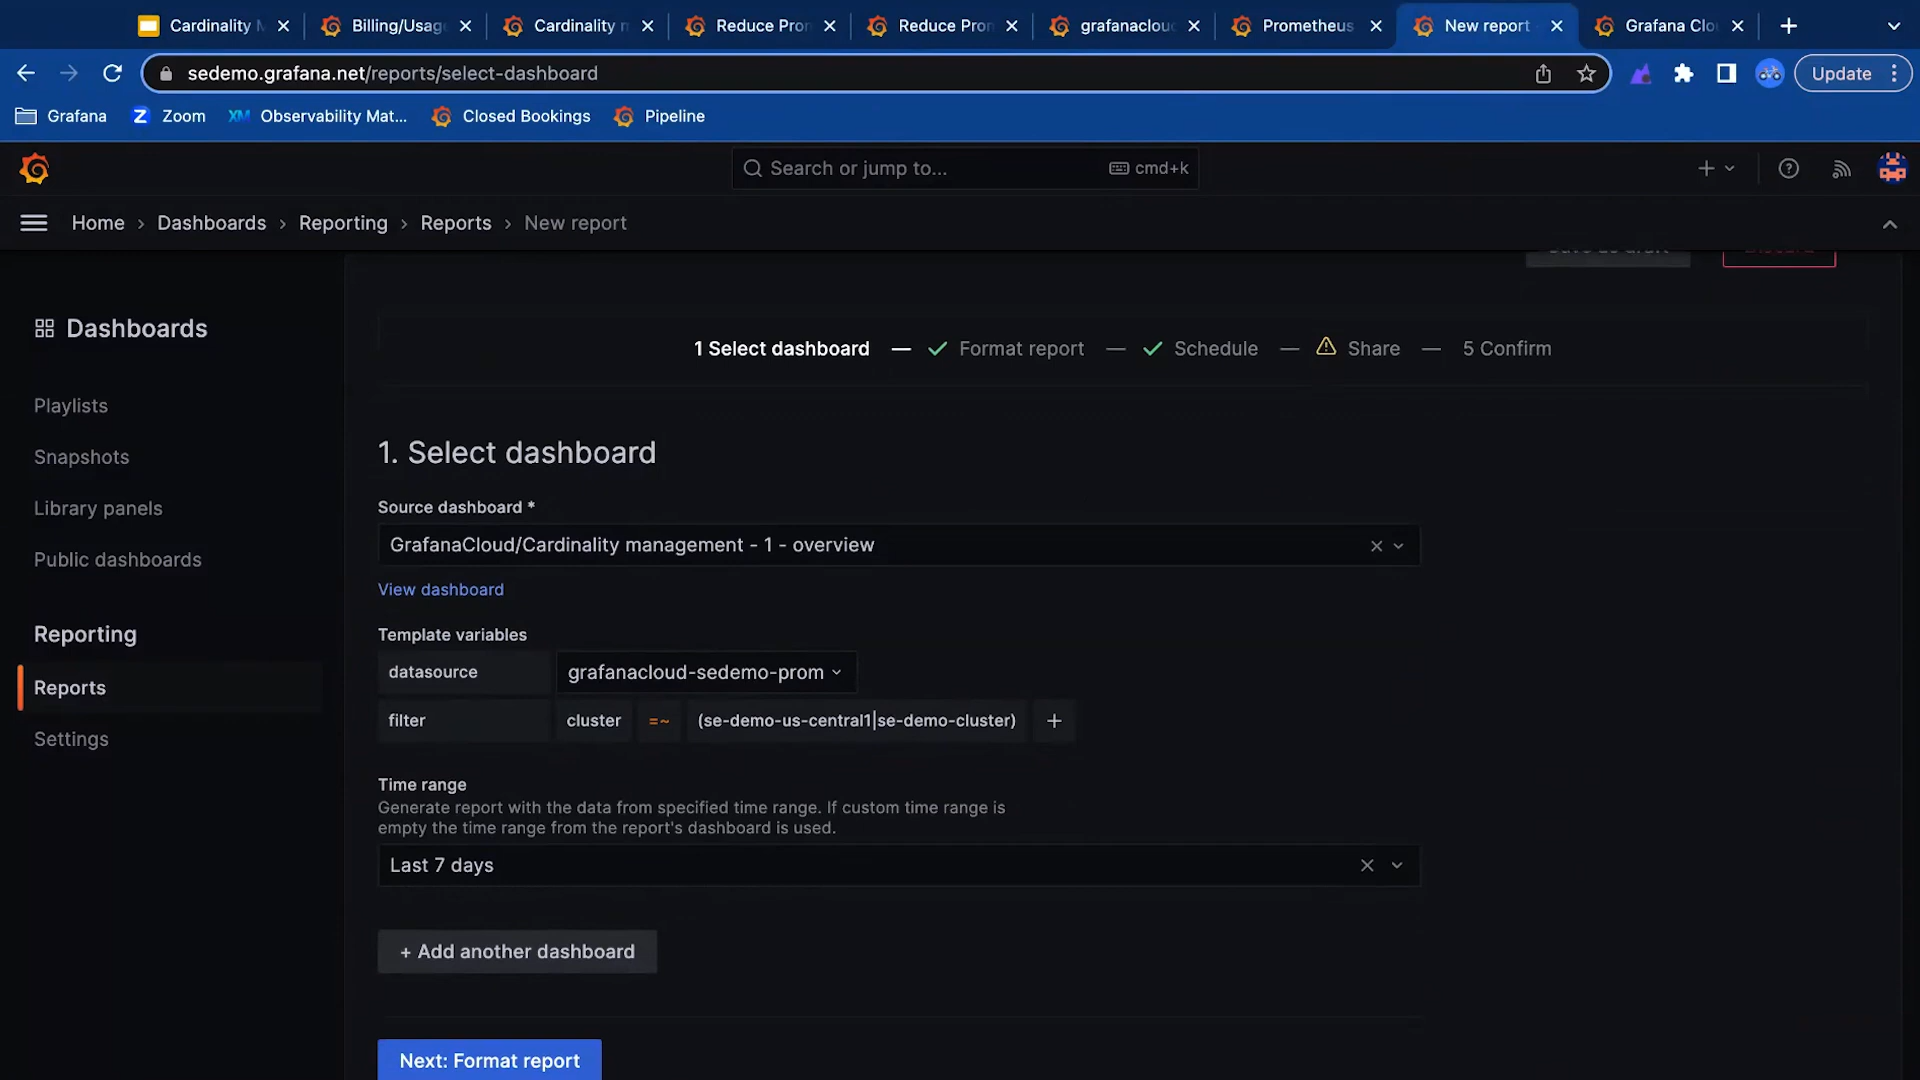 Cardinality M
Billing/Usag
Cardinality m
Reduce Prom
Reduce Prom
grafanaclou
Prometheus
New report
Grafana Clo
sedemo.grafana.net/reports/select-dashboard
Update
Grafana
Zoom
XM Observability Mat...
Closed Bookings
Pipeline
Search or jump to...
cmd+k
Home › Dashboards › Reporting › Reports › New report
Dashboards
Playlists
Snapshots
Library panels
Public dashboards
Reporting
Reports
Settings
1 Select dashboard — Format report — Schedule — Share — 5 Confirm
1. Select dashboard
Source dashboard *
GrafanaCloud/Cardinality management - 1 - overview
View dashboard
Template variables
datasource
grafanacloud-sedemo-prom
filter
cluster =~ (se-demo-us-central1|se-demo-cluster) +
Time range
Generate report with the data from specified time range. If custom time range is
empty the time range from the report's dashboard is used.
Last 7 days
+ Add another dashboard
Next: Format report